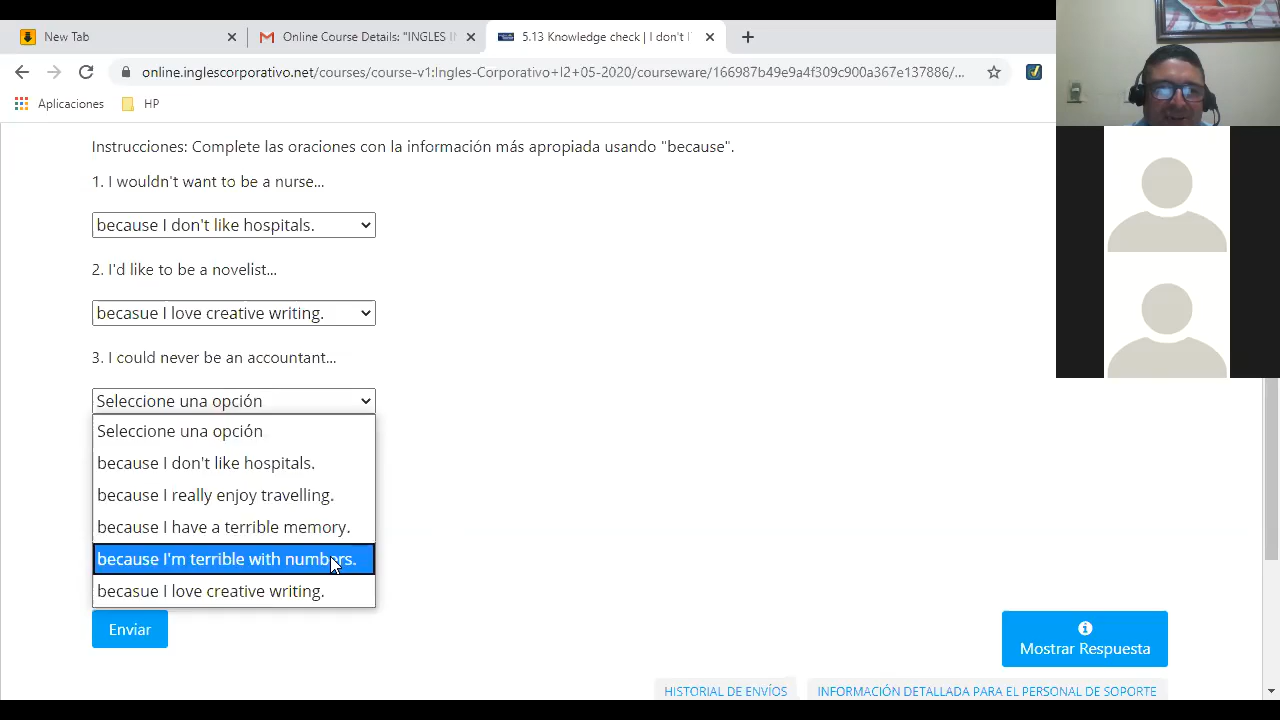 New Tab
Online Course Details: "INGLES I
5.13 Knowledge check | I don't l
online.inglescorporativo.net/courses/course-v1:Ingles-Corporativo+I2+05-2020/courseware/166987b49e9a4f309c900a367e137886/...
Aplicaciones
HP
Instrucciones: Complete las oraciones con la información más apropiada usando "because".
1. I wouldn't want to be a nurse...
because I don't like hospitals.
2. I'd like to be a novelist...
becasue I love creative writing.
3. I could never be an accountant...
Seleccione una opción
Seleccione una opción
because I don't like hospitals.
because I really enjoy travelling.
because I have a terrible memory.
because I'm terrible with numbers.
becasue I love creative writing.
Enviar
Mostrar Respuesta
HISTORIAL DE ENVÍOS
INFORMACIÓN DETALLADA PARA EL PERSONAL DE SOPORTE